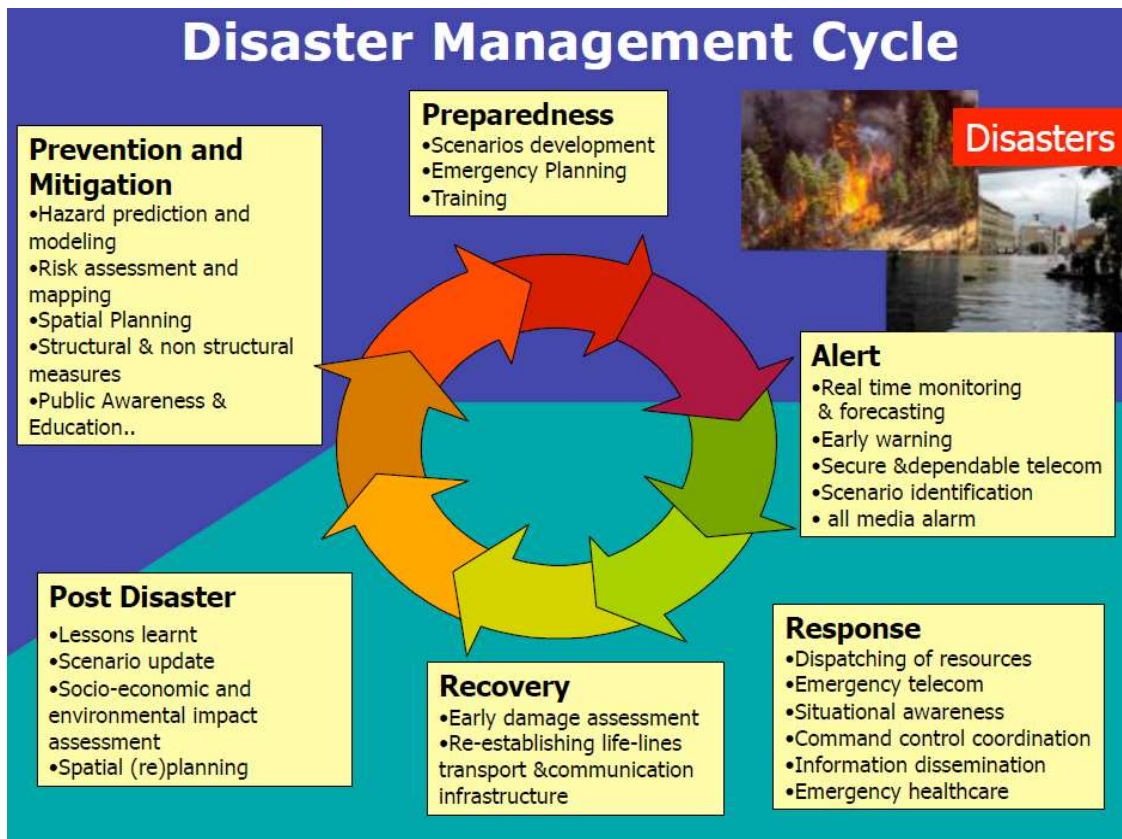 Disaster Management Cycle
Preparedness
•Scenarios development
•Emergency Planning
•Training
Disasters
Prevention and
Mitigation
•Hazard prediction and
modeling
•Risk assessment and
mapping
•Spatial Planning
•Structural & non structural
measures
•Public Awareness &
Education..
Alert
•Real time monitoring
& forecasting
•Early warning
•Secure &dependable telecom
•Scenario identification
• all media alarm
Post Disaster
•Lessons learnt
•Scenario update
•Socio-economic and
environmental impact
assessment
•Spatial (re)planning
Recovery
•Early damage assessment
•Re-establishing life-lines
transport &communication
infrastructure
Response
•Dispatching of resources
•Emergency telecom
•Situational awareness
•Command control coordination
•Information dissemination
•Emergency healthcare